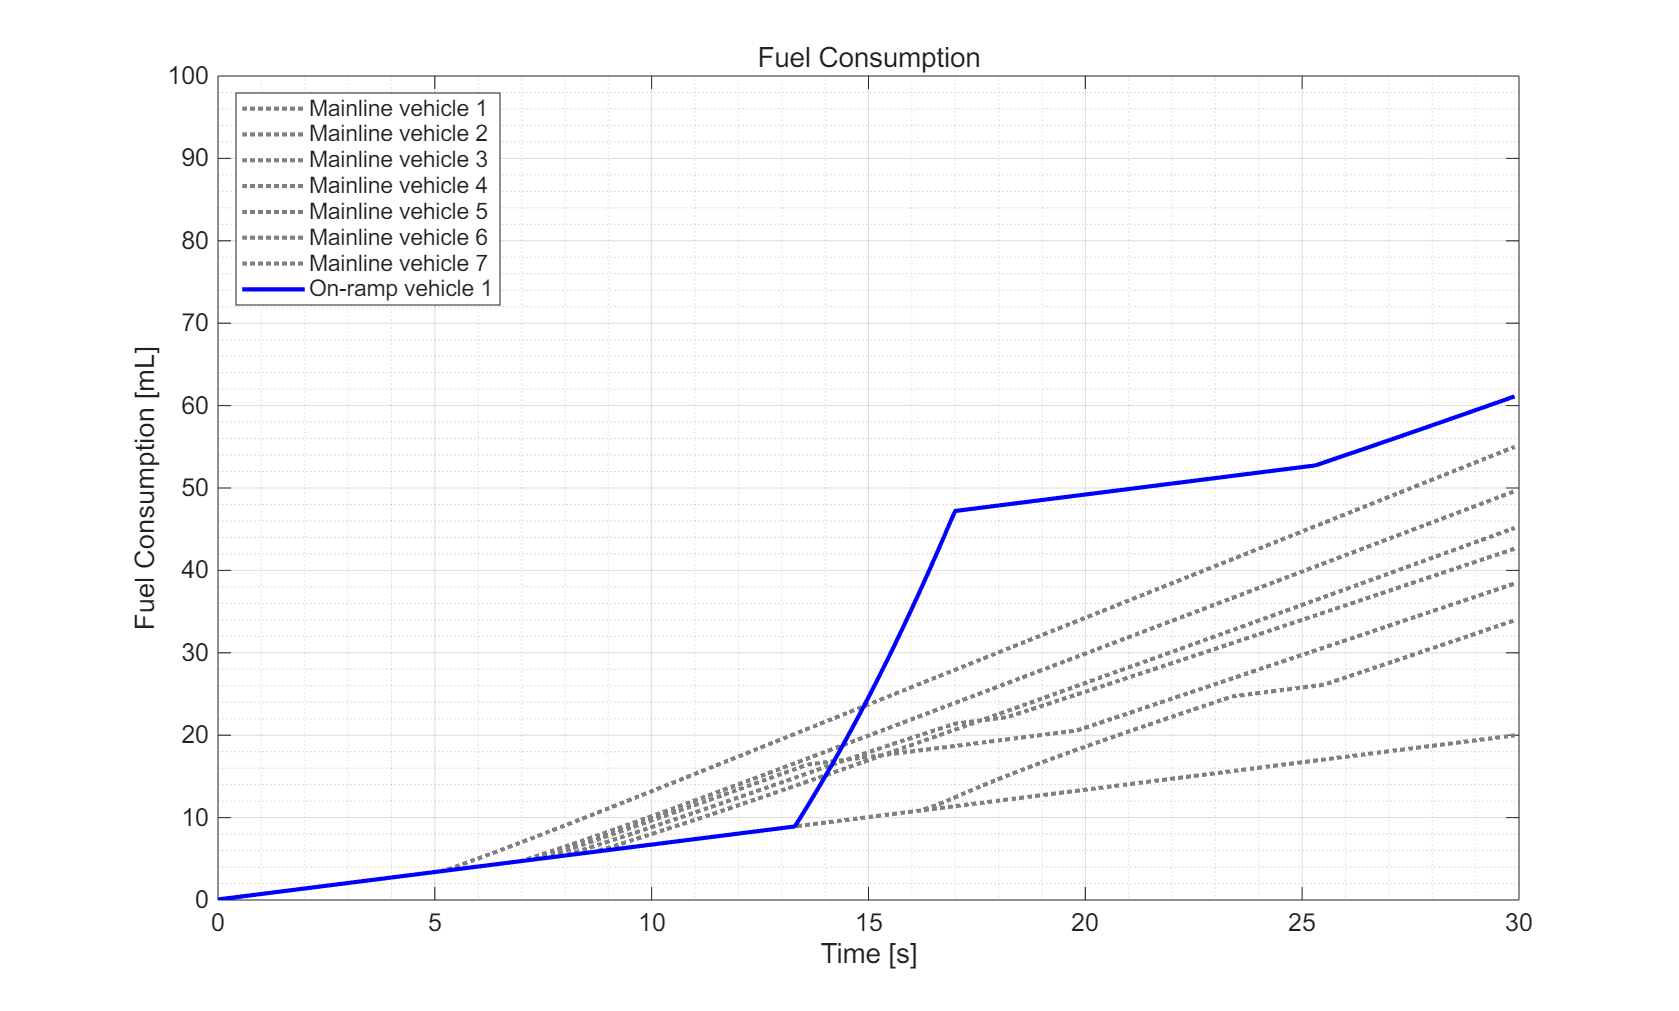 Fuel Consumption
100
90
80
70
60
50
40
30
20
10
0
Mainline vehicle 1
Mainline vehicle 2
Mainline vehicle 3
Mainline vehicle 4
Mainline vehicle 5
Mainline vehicle 6
Mainline vehicle 7
On-ramp vehicle 1
Fuel Consumption [mL]
0 5 10 15 20 25 30
Time [s]